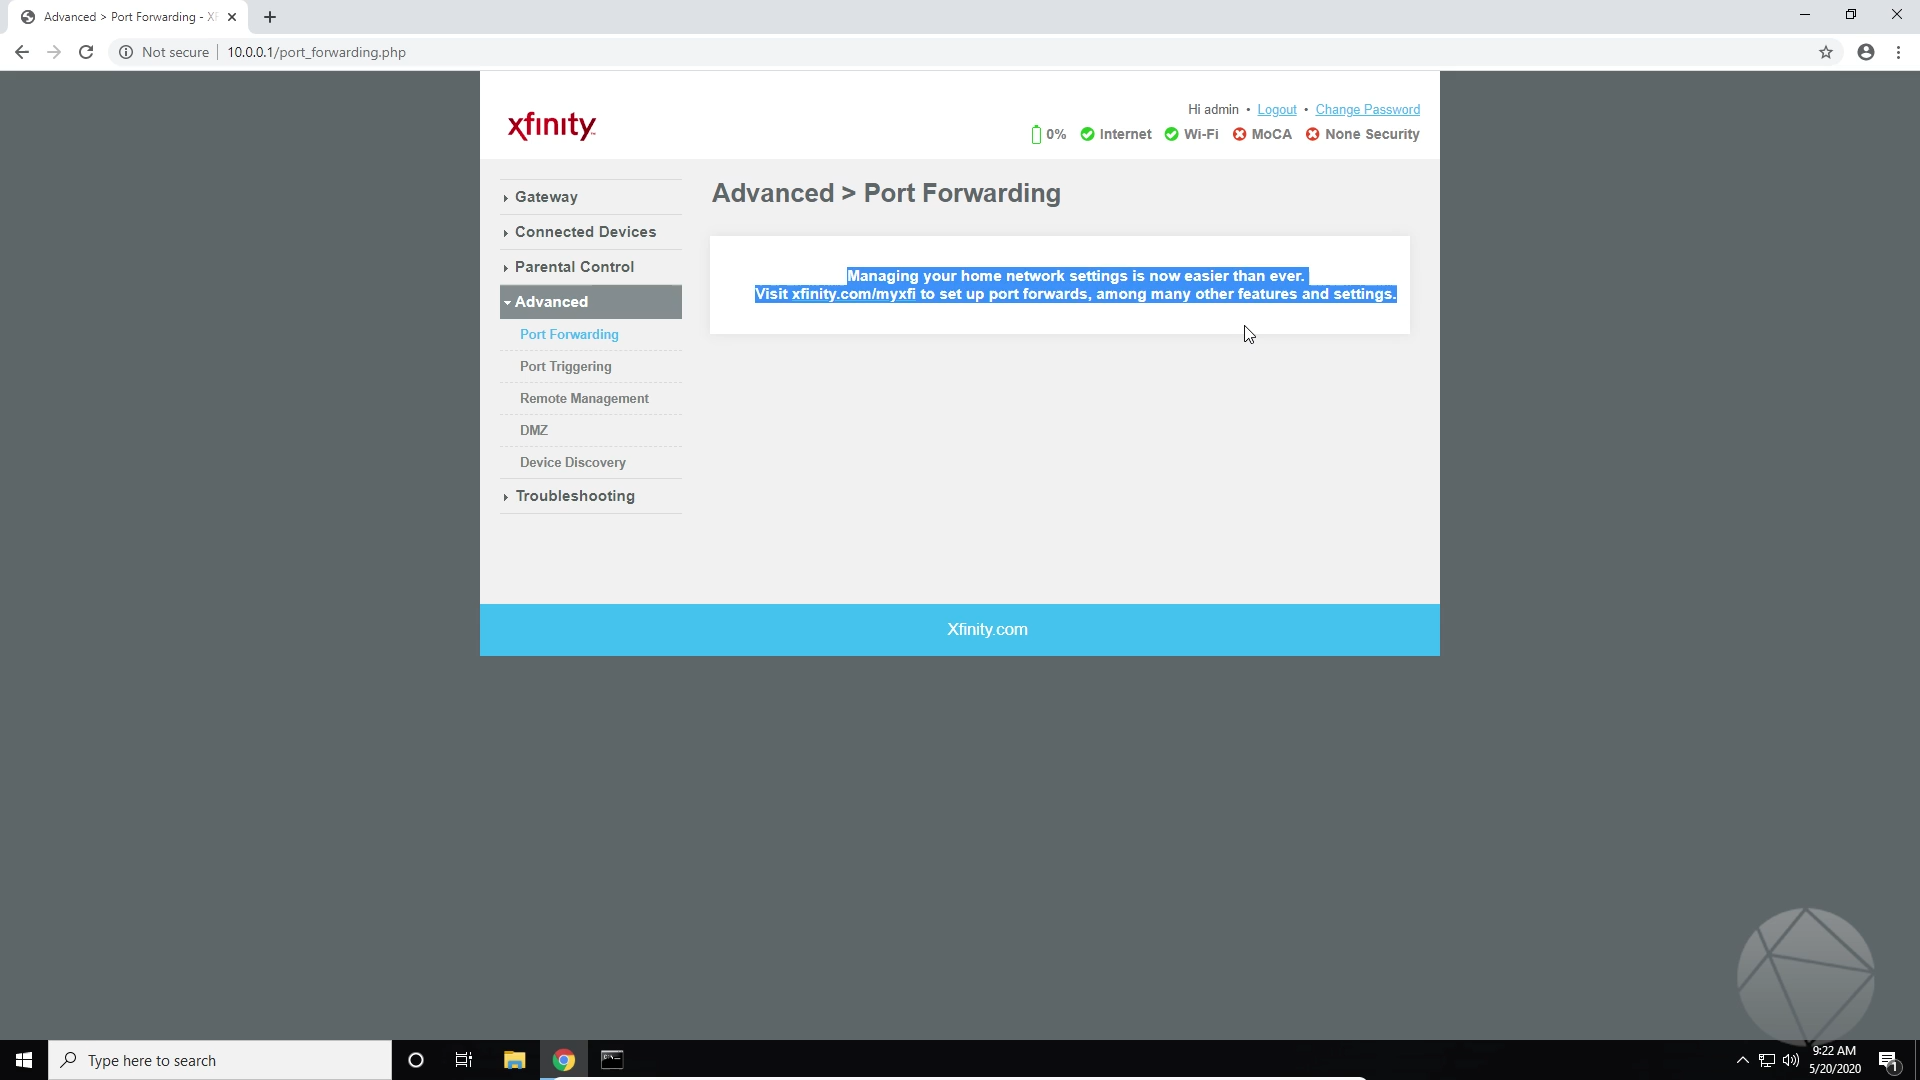 Advanced > Port Forwarding - X
Not secure
10.0.0.1/port_forwarding.php
xfinity
Hi admin • Logout • Change Password
0% Internet Wi-Fi MoCA None Security
Gateway
Connected Devices
Parental Control
Advanced
Port Forwarding
Port Triggering
Remote Management
DMZ
Device Discovery
Troubleshooting
Advanced > Port Forwarding
Managing your home network settings is now easier than ever.
Visit xfinity.com/myxfi to set up port forwards, among many other features and settings.
Xfinity.com
Type here to search
9:22 AM
5/20/2020
1